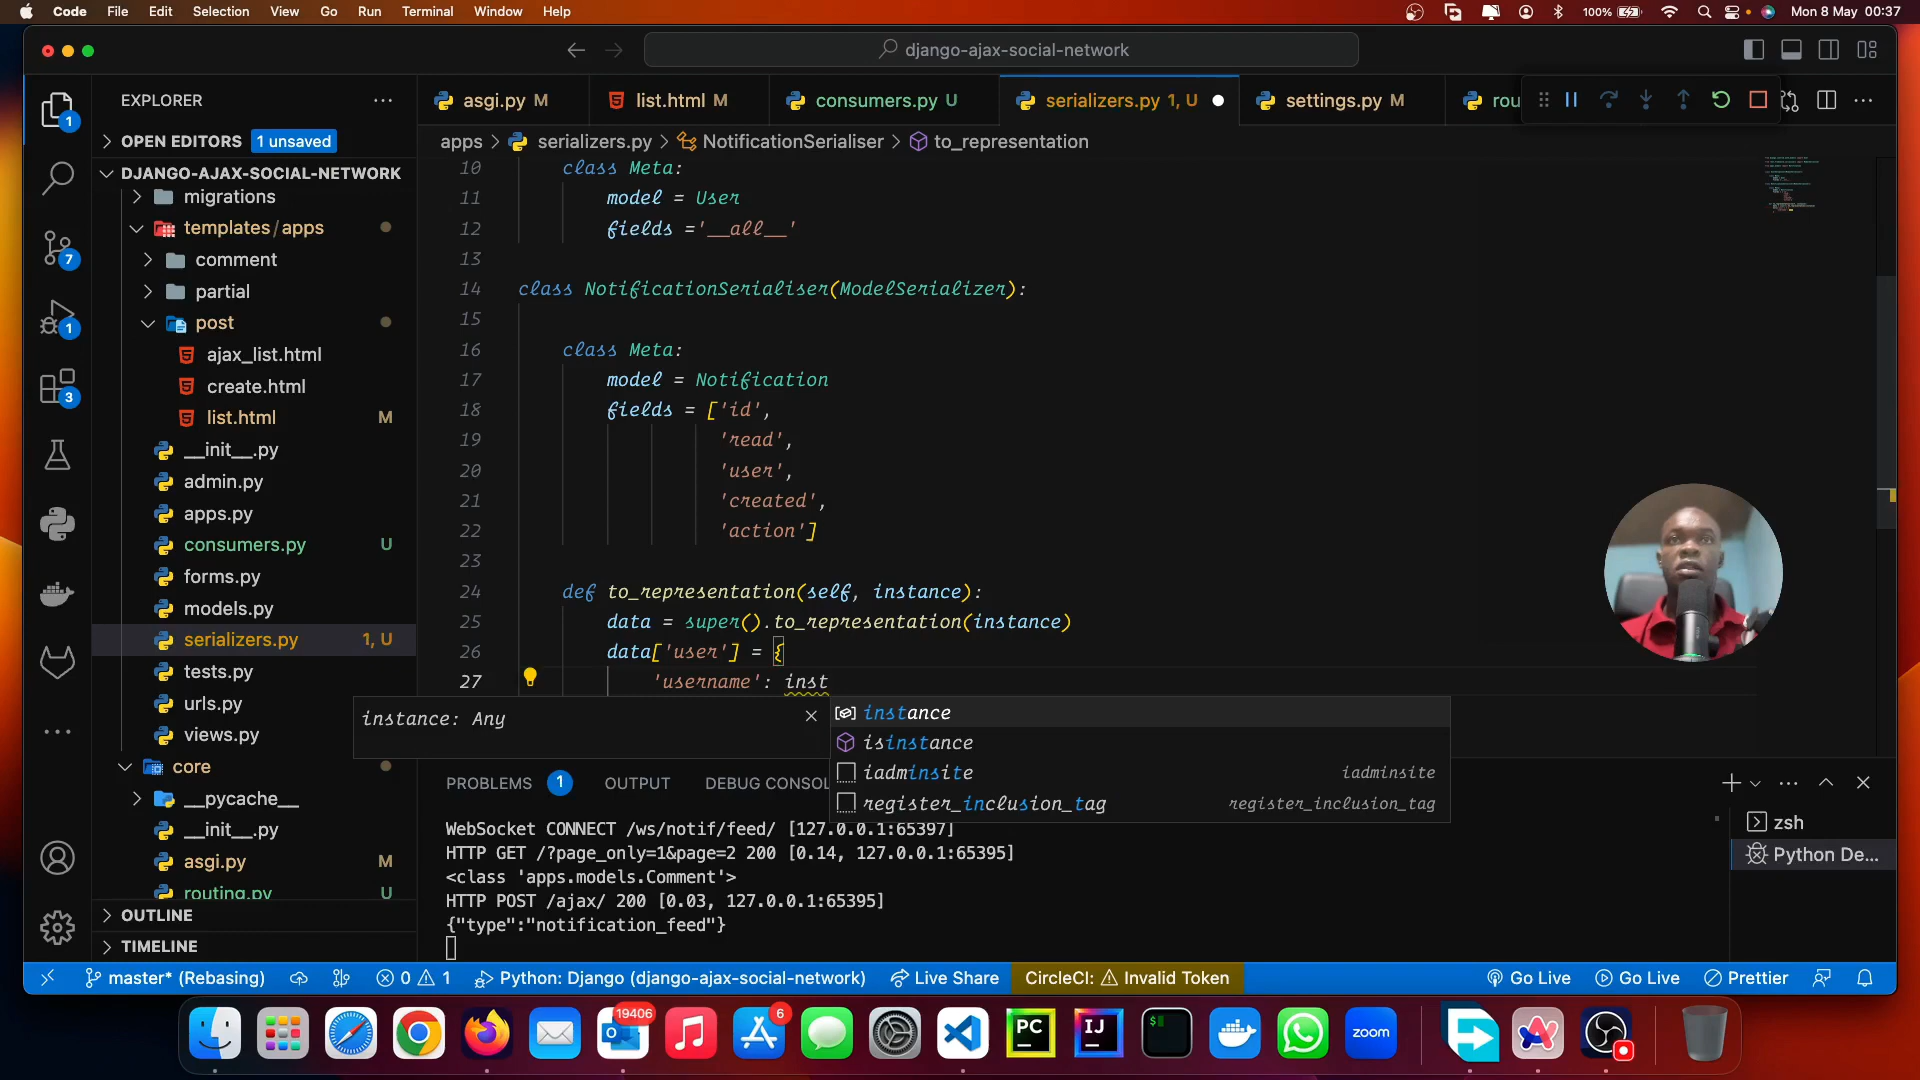 Code File Edit Selection View Go Run Terminal Window Help 100% Mon 8 May 00:37
django-ajax-social-network
EXPLORER
asgi.py M list.html M consumers.py U serializers.py 1, U settings.py M rou
OPEN EDITORS 1 unsaved
apps > serializers.py > NotificationSerialiser > to_representation
DJANGO-AJAX-SOCIAL-NETWORK
migrations
templates/apps
comment
partial
post
ajax_list.html
create.html
list.html M
__init__.py
admin.py
apps.py
consumers.py U
forms.py
models.py
serializers.py 1, U
tests.py
urls.py
views.py
core
__pycache__
__init__.py
asgi.py M
routing.py U
OUTLINE
TIMELINE
1
7
1
3
10 class Meta:
11 model = User
12 fields ='__all__'
13
14 class NotificationSerialiser(ModelSerializer):
15
16 class Meta:
17 model = Notification
18 fields = ['id',
19 'read',
20 'user',
21 'created',
22 'action']
23
24 def to_representation(self, instance):
25 data = super().to_representation(instance)
26 data['user'] = {
27 'username': inst
instance: Any
instance
isinstance
iadminsite iadminsite
register_inclusion_tag register_inclusion_tag
PROBLEMS 1 OUTPUT DEBUG CONSOL
WebSocket CONNECT /ws/notif/feed/ [127.0.0.1:65397]
HTTP GET /?page_only=1&page=2 200 [0.14, 127.0.0.1:65395]
<class 'apps.models.Comment'>
HTTP POST /ajax/ 200 [0.03, 127.0.0.1:65395]
{"type":"notification_feed"}
zsh
Python De...
master* (Rebasing) 0 1 Python: Django (django-ajax-social-network) Live Share CircleCI: Invalid Token Go Live Go Live Prettier
19406
6
PC
IJ
zoom